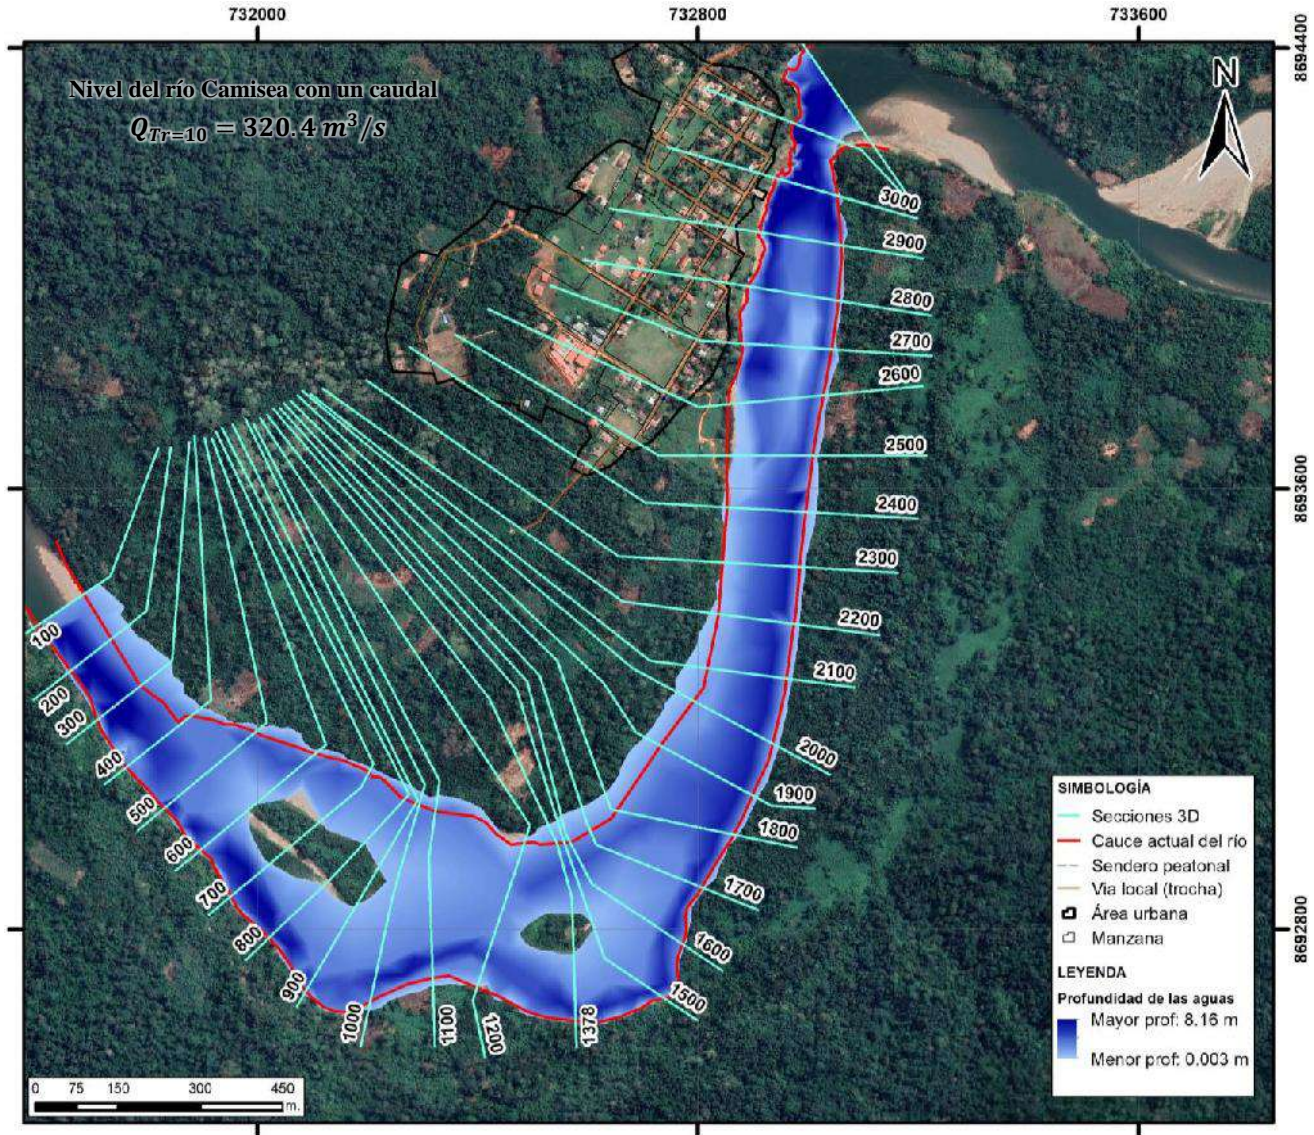 732000
732800
733600
8694400
Nivel del río Camisea con un caudal
Q_{Tr=10} = 320.4 m³/s
N
3000
2900
2800
2700
2600
2500
8693600
2400
2300
2200
2100
100
200
300
400
500
600
700
800
900
1000
1100
1200
1378
1500
1600
1700
1800
1900
2000
8692800
SIMBOLOGÍA
Secciones 3D
Cauce actual del río
Sendero peatonal
Via local (trocha)
Área urbana
Manzana
LEYENDA
Profundidad de las aguas
Mayor prof: 8.16 m
Menor prof: 0.003 m
0 75 150 300 450
m.